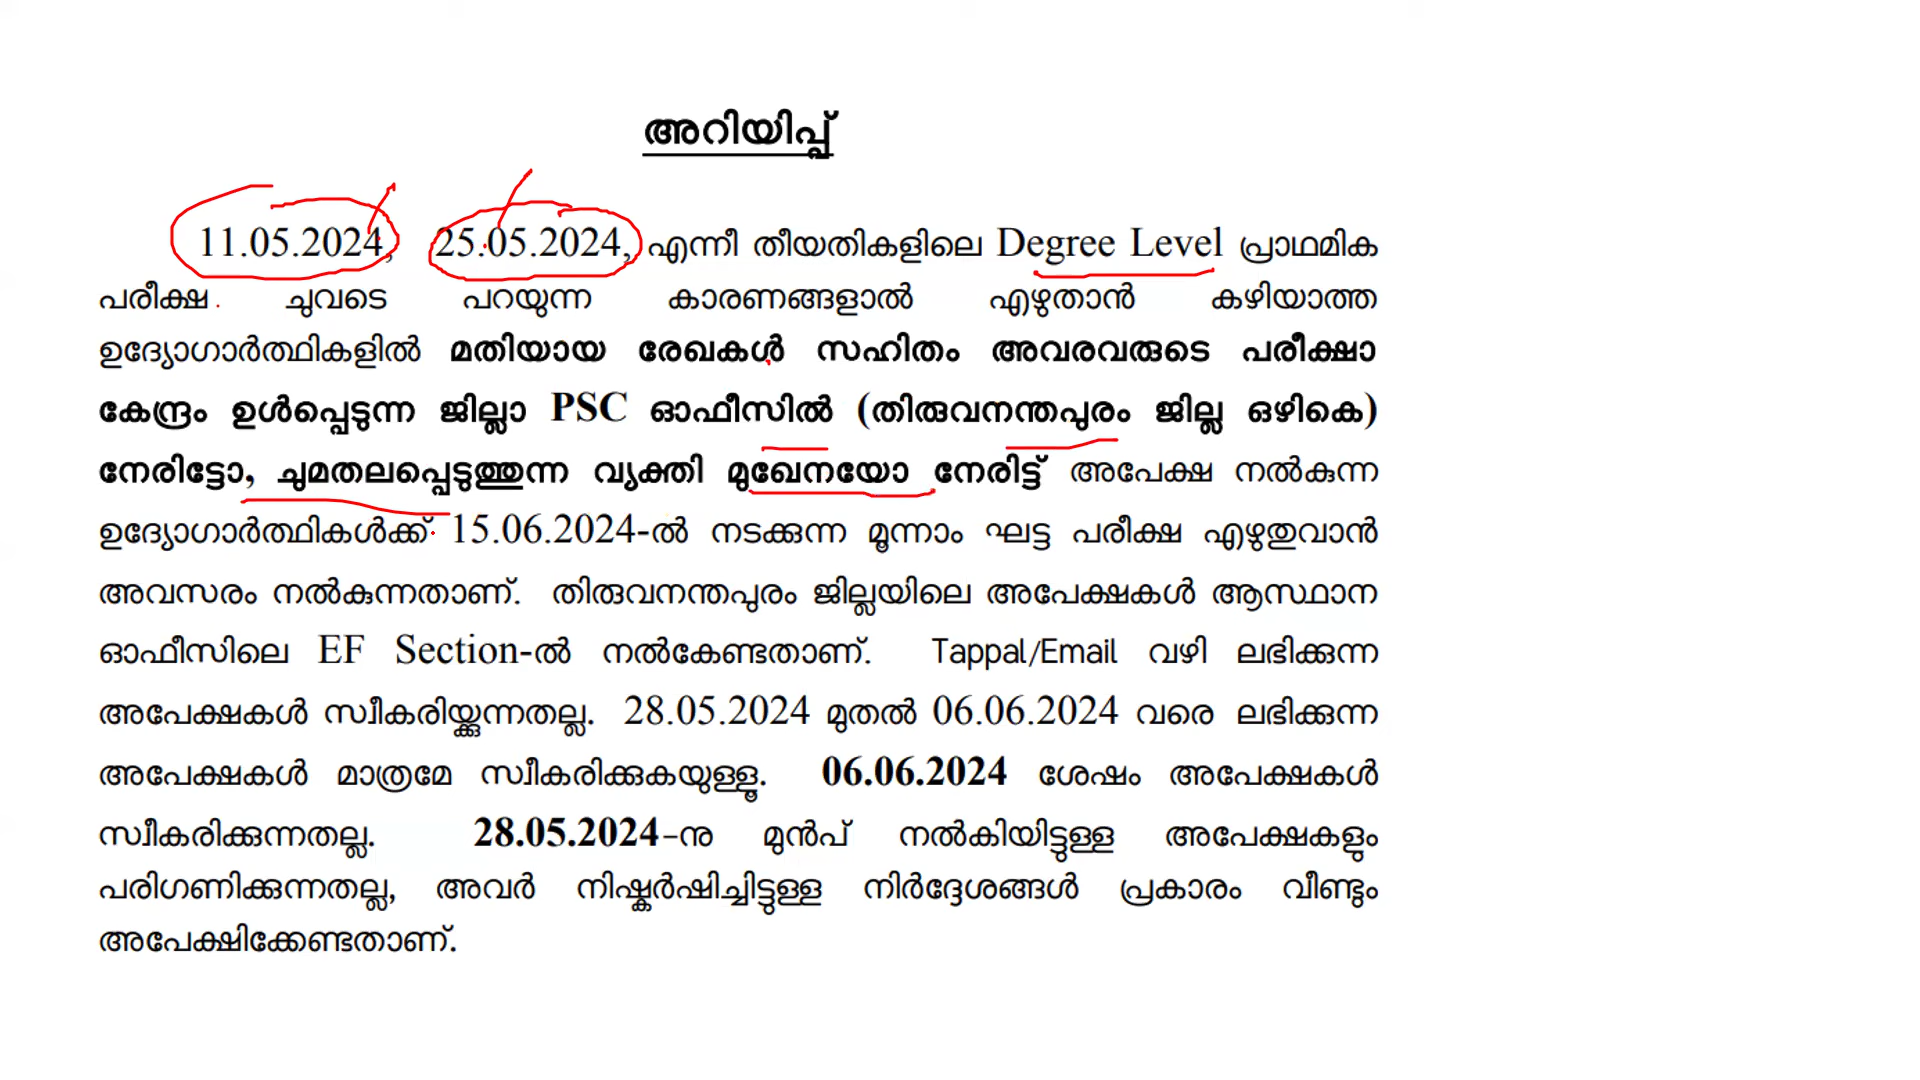 അറിയിപ്പ്
11.05.2024, 25.05.2024, എന്നീ തീയതികളിലെ Degree Level പ്രാഥമിക
പരീക്ഷ ചുവടെ പറയുന്ന കാരണങ്ങളാൽ എഴുതാൻ കഴിയാത്ത
ഉദ്യോഗാർത്ഥികളിൽ മതിയായ രേഖകൾ സഹിതം അവരവരുടെ പരീക്ഷാ
കേന്ദ്രം ഉൾപ്പെടുന്ന ജില്ലാ PSC ഓഫീസിൽ (തിരുവനന്തപുരം ജില്ല ഒഴികെ)
നേരിട്ടോ, ചുമതലപ്പെടുത്തുന്ന വ്യക്തി മുഖേനയോ നേരിട്ട് അപേക്ഷ നൽകുന്ന
ഉദ്യോഗാർത്ഥികൾക്ക് 15.06.2024-ൽ നടക്കുന്ന മൂന്നാം ഘട്ട പരീക്ഷ എഴുതുവാൻ
അവസരം നൽകുന്നതാണ്. തിരുവനന്തപുരം ജില്ലയിലെ അപേക്ഷകൾ ആസ്ഥാന
ഓഫീസിലെ EF Section-ൽ നൽകേണ്ടതാണ്. Tappal/Email വഴി ലഭിക്കുന്ന
അപേക്ഷകൾ സ്വീകരിയ്ക്കുന്നതല്ല. 28.05.2024 മുതൽ 06.06.2024 വരെ ലഭിക്കുന്ന
അപേക്ഷകൾ മാത്രമേ സ്വീകരിക്കുകയുള്ളൂ. 06.06.2024 ശേഷം അപേക്ഷകൾ
സ്വീകരിക്കുന്നതല്ല. 28.05.2024-നു മുൻപ് നൽകിയിട്ടുള്ള അപേക്ഷകളും
പരിഗണിക്കുന്നതല്ല, അവർ നിഷ്കർഷിച്ചിട്ടുള്ള നിർദ്ദേശങ്ങൾ പ്രകാരം വീണ്ടും
അപേക്ഷിക്കേണ്ടതാണ്.